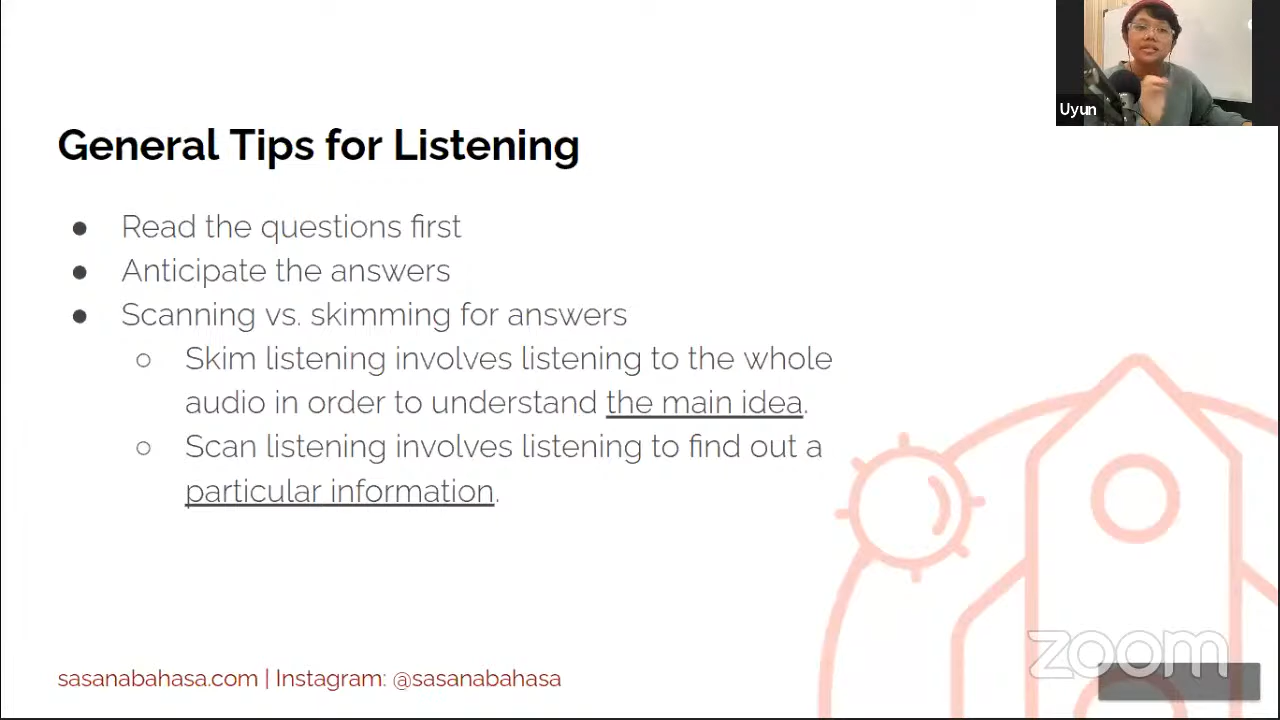 Uyun
General Tips for Listening
● Read the questions first
● Anticipate the answers
● Scanning vs. skimming for answers
○ Skim listening involves listening to the whole
audio in order to understand the main idea.
○ Scan listening involves listening to find out a
particular information.
zoom
sasanabahasa.com | Instagram: @sasanabahasa